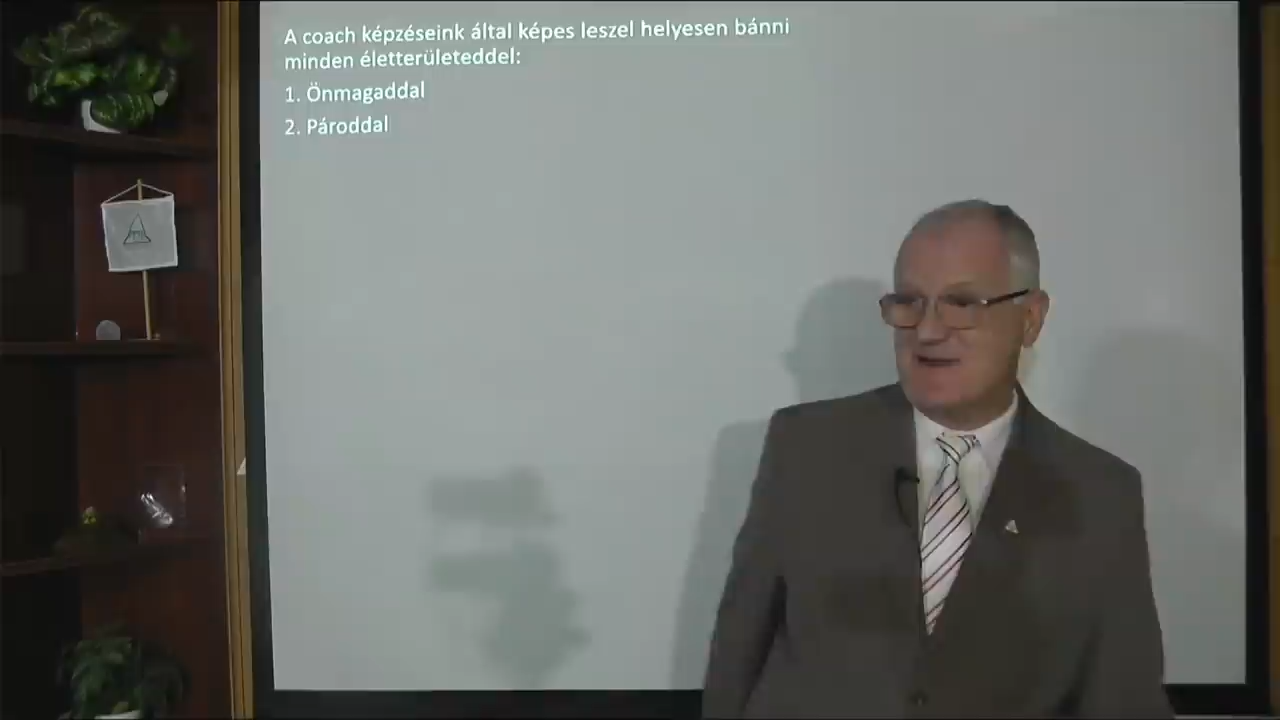 A coach képzéseink által képes leszel helyesen bánni
minden életterületeddel:
1. Önmagaddal
2. Pároddal